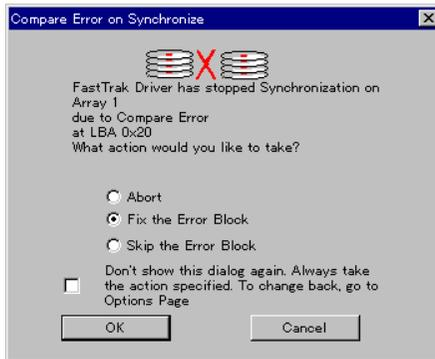 Compare Error on Synchronize
FastTrak Driver has stopped Synchronization on
Array 1
due to Compare Error
at LBA 0x20
What action would you like to take?
Abort
Fix the Error Block
Skip the Error Block
Don't show this dialog again. Always take
the action specified. To change back, go to
Options Page
OK
Cancel